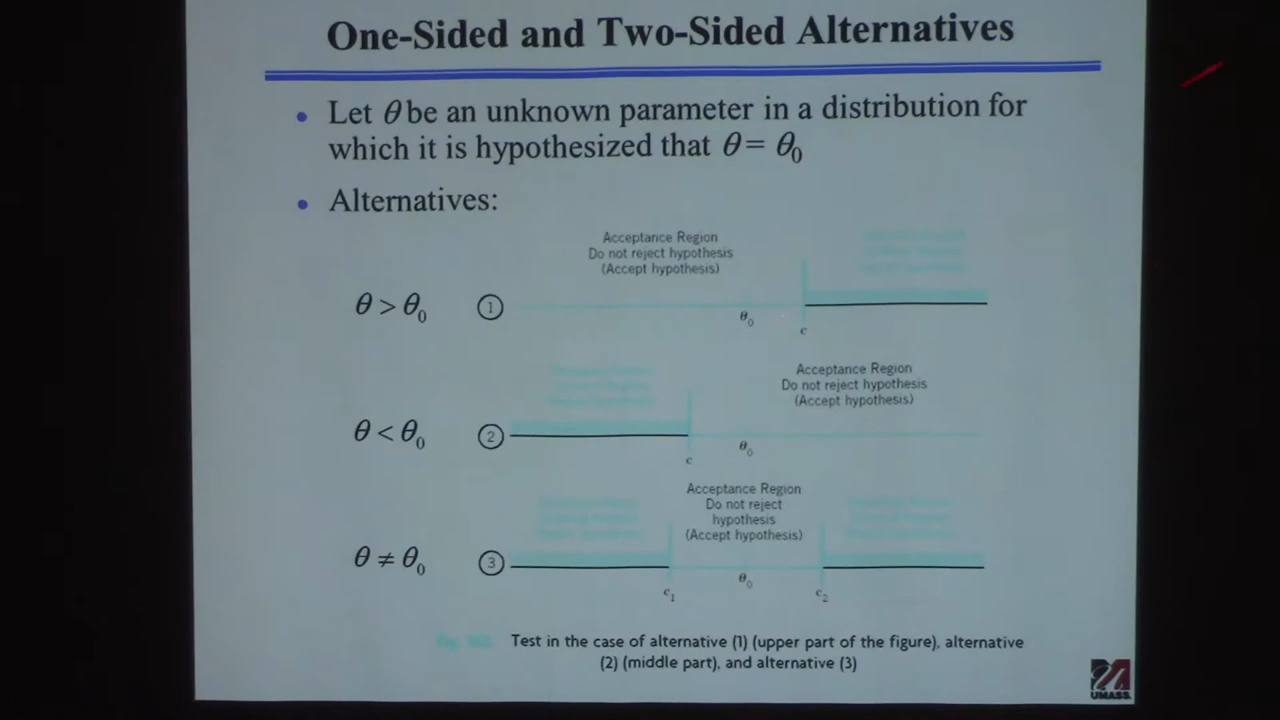 One-Sided and Two-Sided Alternatives
• Let θ be an unknown parameter in a distribution for
which it is hypothesized that θ = θ₀
• Alternatives:
Acceptance Region
Do not reject hypothesis
(Accept hypothesis)
θ > θ₀ ①
θ₀
c
Acceptance Region
Do not reject hypothesis
(Accept hypothesis)
θ < θ₀ ②
θ₀
c
Acceptance Region
Do not reject
hypothesis
(Accept hypothesis)
θ ≠ θ₀ ③
θ₀
c₁ c₂
Test in the case of alternative (1) (upper part of the figure), alternative
(2) (middle part), and alternative (3)
UMASS